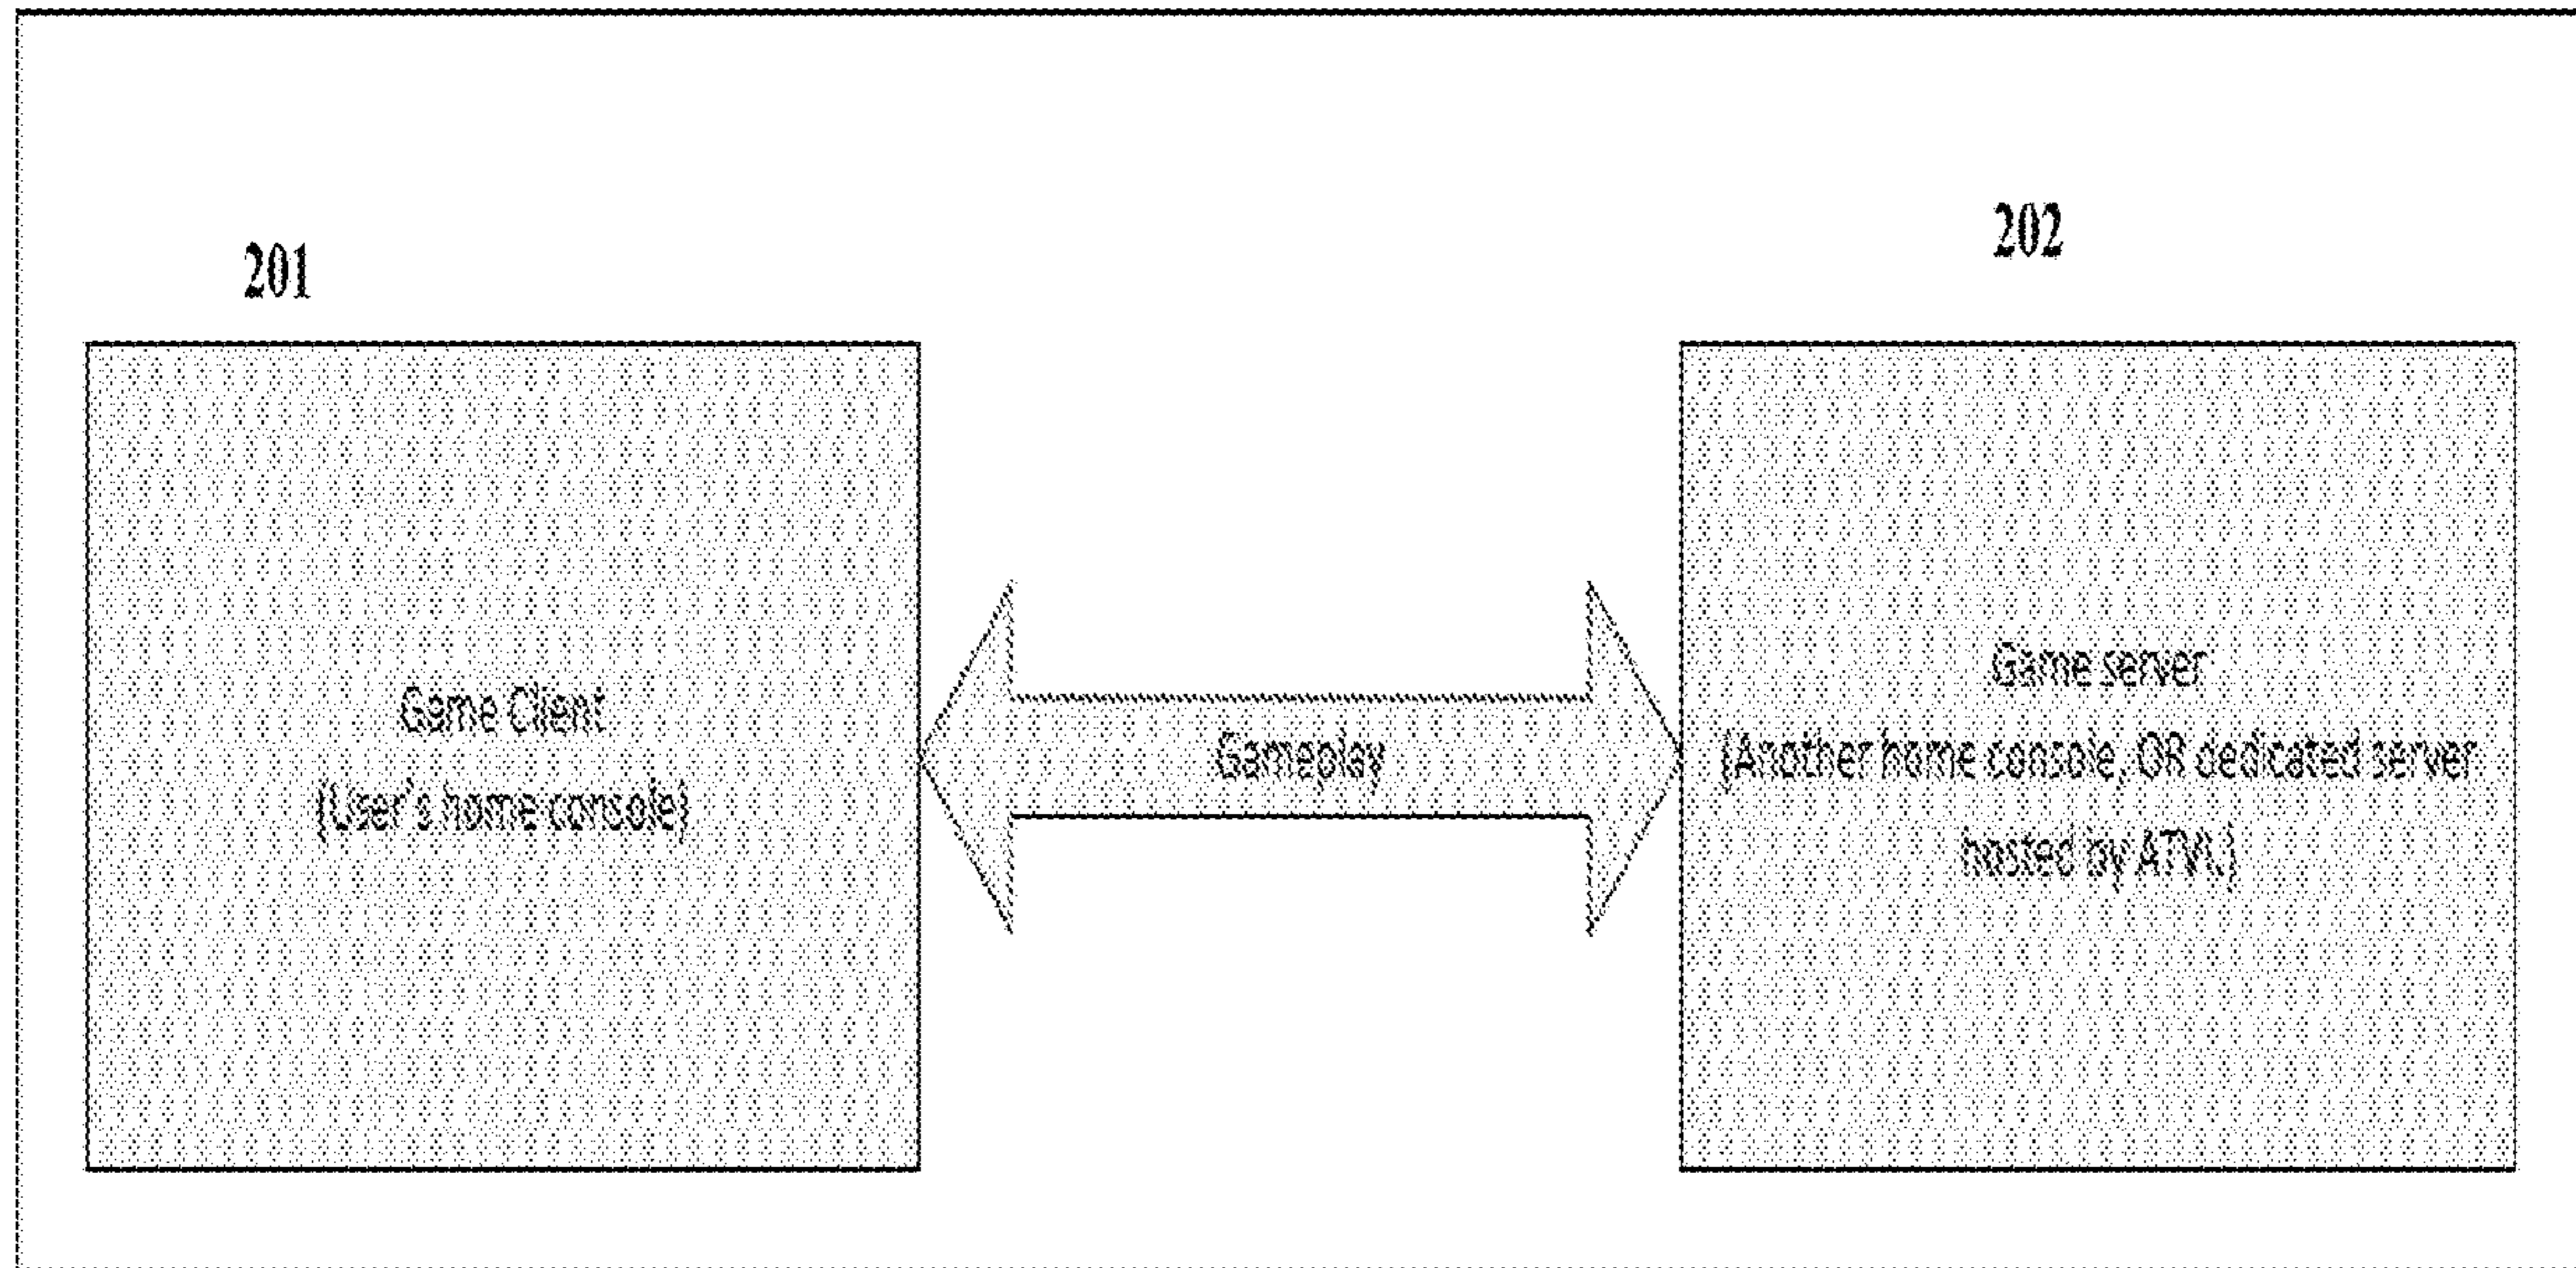 201
202
Game Client
(User's home console)
Gameplay
Game server
(Another home console, OR dedicated server
hosted by ATVI.)